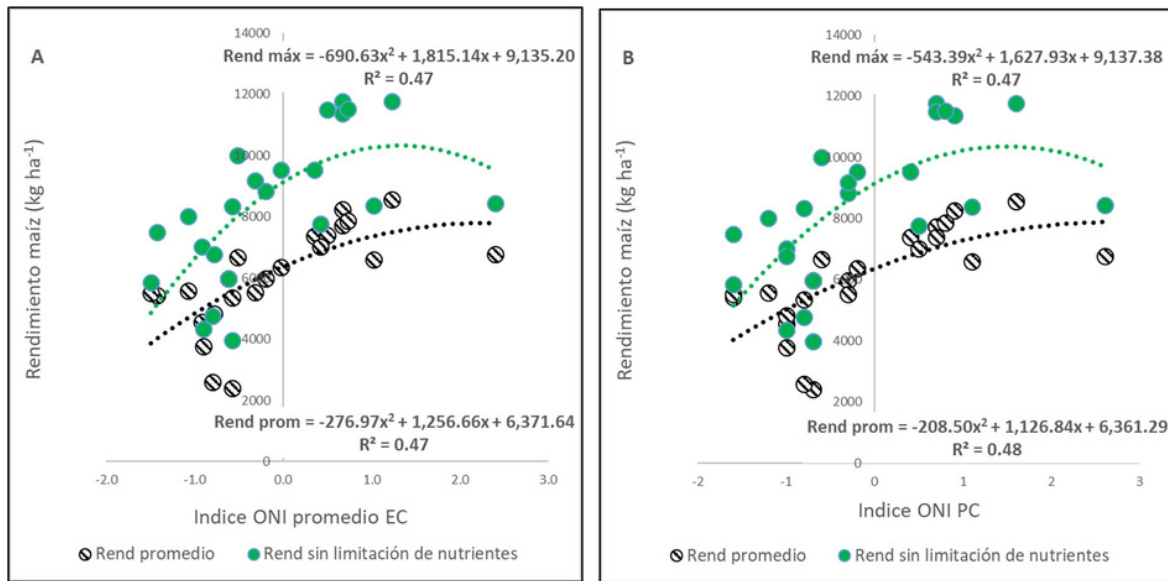 A
Rendimiento maíz (kg ha⁻¹)
14000
12000
10000
8000
6000
4000
2000
0
Rend máx = -690.63x² + 1,815.14x + 9,135.20
R² = 0.47
Rend prom = -276.97x² + 1,256.66x + 6,371.64
R² = 0.47
-2.0 -1.0 0.0 1.0 2.0 3.0
Indice ONI promedio EC
Rend promedio Rend sin limitación de nutrientes
B
Rendimiento maíz (kg ha⁻¹)
14000
12000
10000
8000
6000
4000
2000
0
Rend máx = -543.39x² + 1,627.93x + 9,137.38
R² = 0.47
Rend prom = -208.50x² + 1,126.84x + 6,361.29
R² = 0.48
-2 -1 0 1 2 3
Indice ONI PC
Rend promedio Rend sin limitación de nutrientes